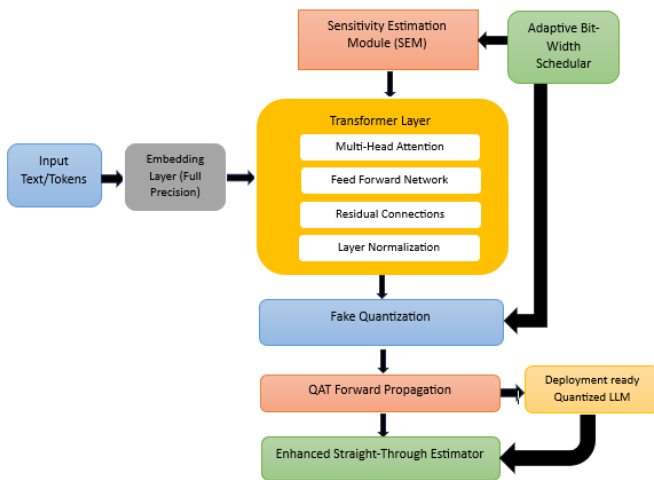 Sensitivity Estimation
Module (SEM)
Adaptive Bit-
Width
Schedular
Transformer Layer
Multi-Head Attention
Feed Forward Network
Residual Connections
Layer Normalization
Input
Text/Tokens
Embedding
Layer (Full
Precision)
Fake Quantization
QAT Forward Propagation
Deployment ready
Quantized LLM
Enhanced Straight-Through Estimator